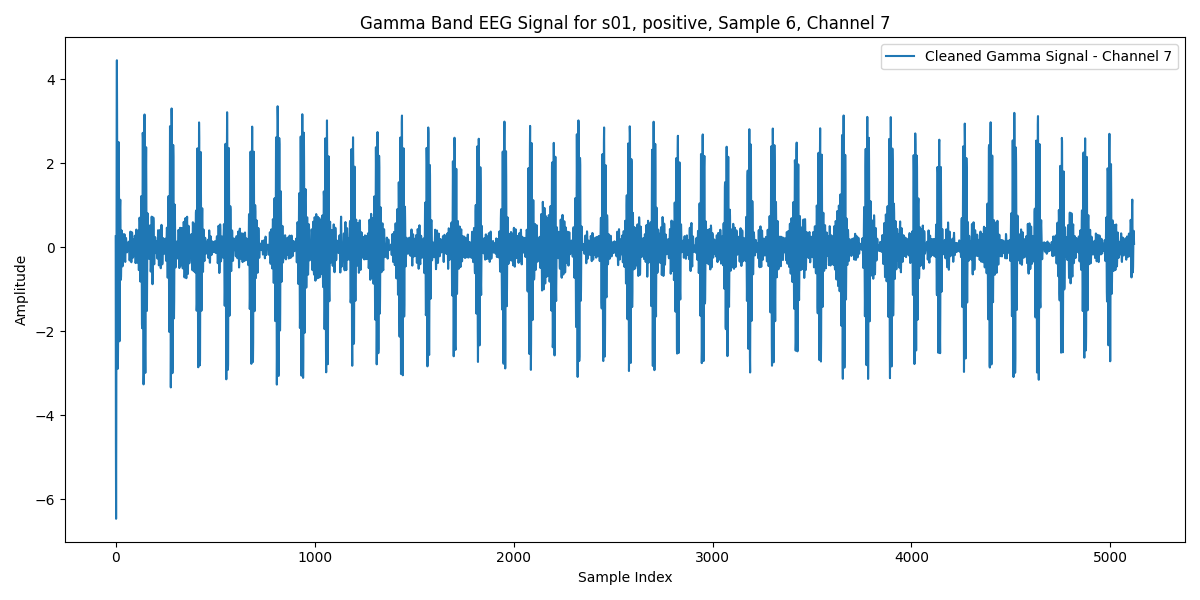 Gamma Band EEG Signal for s01, positive, Sample 6, Channel 7
Cleaned Gamma Signal - Channel 7
Amplitude
4
2
0
−2
−4
−6
0 1000 2000 3000 4000 5000
Sample Index